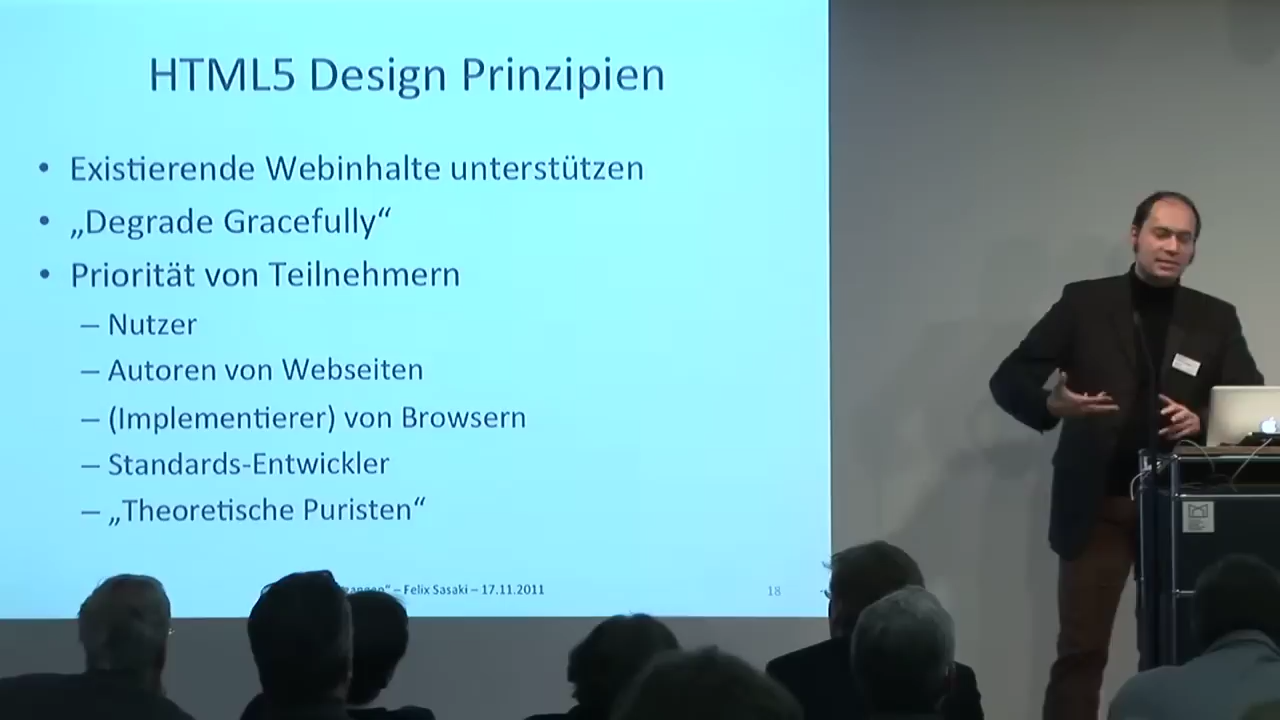 HTML5 Design Prinzipien
• Existierende Webinhalte unterstützen
• „Degrade Gracefully“
• Priorität von Teilnehmern
– Nutzer
– Autoren von Webseiten
– (Implementierer) von Browsern
– Standards-Entwickler
– „Theoretische Puristen“
– Felix Sasaki – 17.11.2011
18